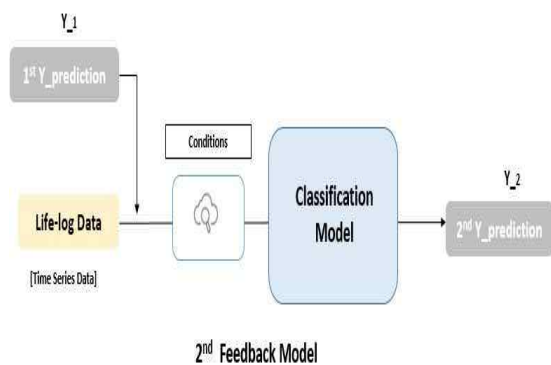 Y_1
1st Y_prediction
Conditions
Classification
Model
Y_2
2nd Y_prediction
Life-log Data
[Time Series Data]
2nd Feedback Model